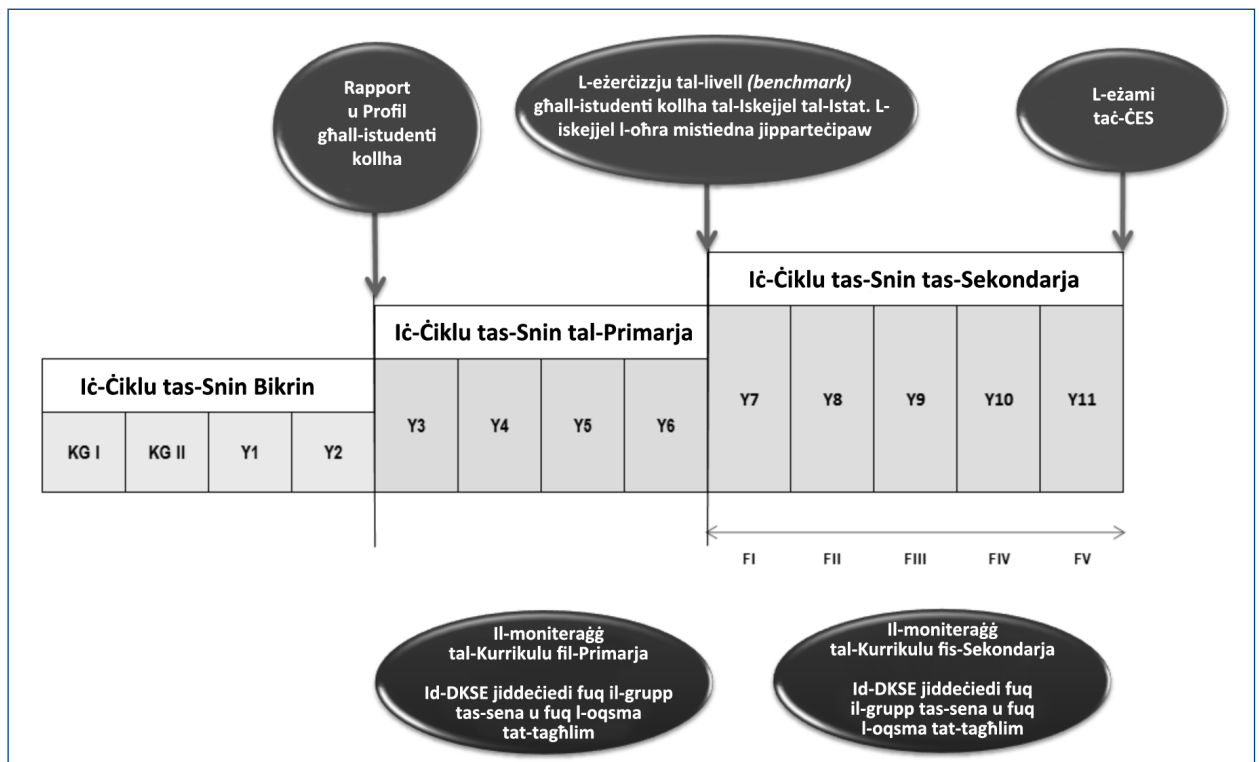 Rapport
u Profil
għall-istudenti
kollha
L-eżerċizzju tal-livell (benchmark)
għall-istudenti kollha tal-Iskejjel tal-Istat. L-
iskejjel l-oħra mistiedna jipparteċipaw
L-eżami
taċ-ĊES
Iċ-Ċiklu tas-Snin tas-Sekondarja
Iċ-Ċiklu tas-Snin tal-Primarja
Iċ-Ċiklu tas-Snin Bikrin
KG I KG II Y1 Y2 Y3 Y4 Y5 Y6 Y7 Y8 Y9 Y10 Y11
FI FII FIII FIV FV
Il-moniteraġġ
tal-Kurrikulu fil-Primarja
Id-DKSE jiddeċiedi fuq il-grupp
tas-sena u fuq l-oqsma
tat-tagħlim
Il-moniteraġġ
tal-Kurrikulu fis-Sekondarja
Id-DKSE jiddeċiedi fuq
il-grupp tas-sena u fuq
l-oqsma tat-tagħlim